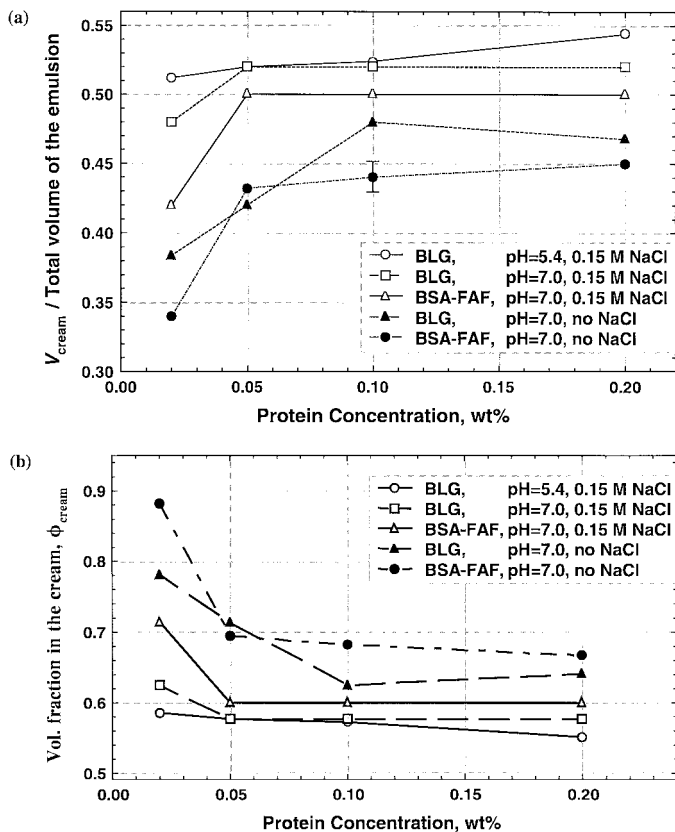 (a)
0.55
0.50
0.45
0.40
0.35
0.30
V_cream / Total volume of the emulsion
BLG, pH=5.4, 0.15 M NaCl
BLG, pH=7.0, 0.15 M NaCl
BSA-FAF, pH=7.0, 0.15 M NaCl
BLG, pH=7.0, no NaCl
BSA-FAF, pH=7.0, no NaCl
0.00 0.05 0.10 0.15 0.20
Protein Concentration, wt%
(b)
0.9
0.8
0.7
0.6
0.5
Vol. fraction in the cream, ϕ_cream
BLG, pH=5.4, 0.15 M NaCl
BLG, pH=7.0, 0.15 M NaCl
BSA-FAF, pH=7.0, 0.15 M NaCl
BLG, pH=7.0, no NaCl
BSA-FAF, pH=7.0, no NaCl
0.00 0.05 0.10 0.15 0.20
Protein Concentration, wt%